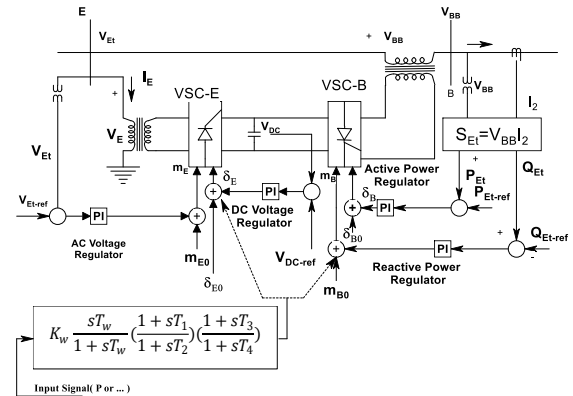 E
V_Et
+ V_BB
V_BB
I_E
+
VSC-E
VSC-B
V_BB
B
I_2
V_E
V_DC
S_Et=V_BB I_2
V_Et
m_E
m_B
Active Power
Regulator
+
P_Et
Q_Et
δ_E
δ_B
P_Et-ref
V_Et-ref
PI
+
+
PI
DC Voltage
Regulator
+
PI
δ_B0
AC Voltage
Regulator
+
PI
+
Q_Et-ref
-
m_E0
δ_E0
V_DC-ref
m_B0
Reactive Power
Regulator
K_w sT_w / 1 + sT_w (1 + sT_1 / 1 + sT_2)(1 + sT_3 / 1 + sT_4)
Input Signal( P or ... )